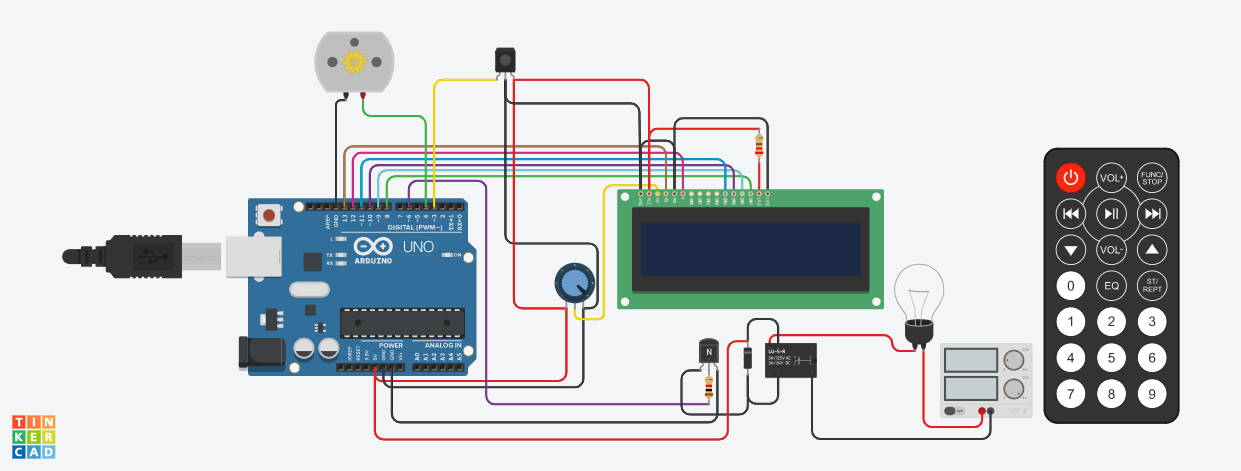 VOL+
FUNC/
STOP
VOL-
0
EQ
ST/
REPT
1
2
3
4
5
6
7
8
9
AREF
GND
13
12
~11
~10
~9
8
7
~6
~5
4
~3
2
TX→1
RX←0
DIGITAL (PWM~)
L
TX
RX
UNO
ON
ARDUINO
POWER
ANALOG IN
IOREF
RESET
3.3V
5V
GND
GND
Vin
A0
A1
A2
A3
A4
A5
N
LU-5-R
OFF
TIN
KER
CAD